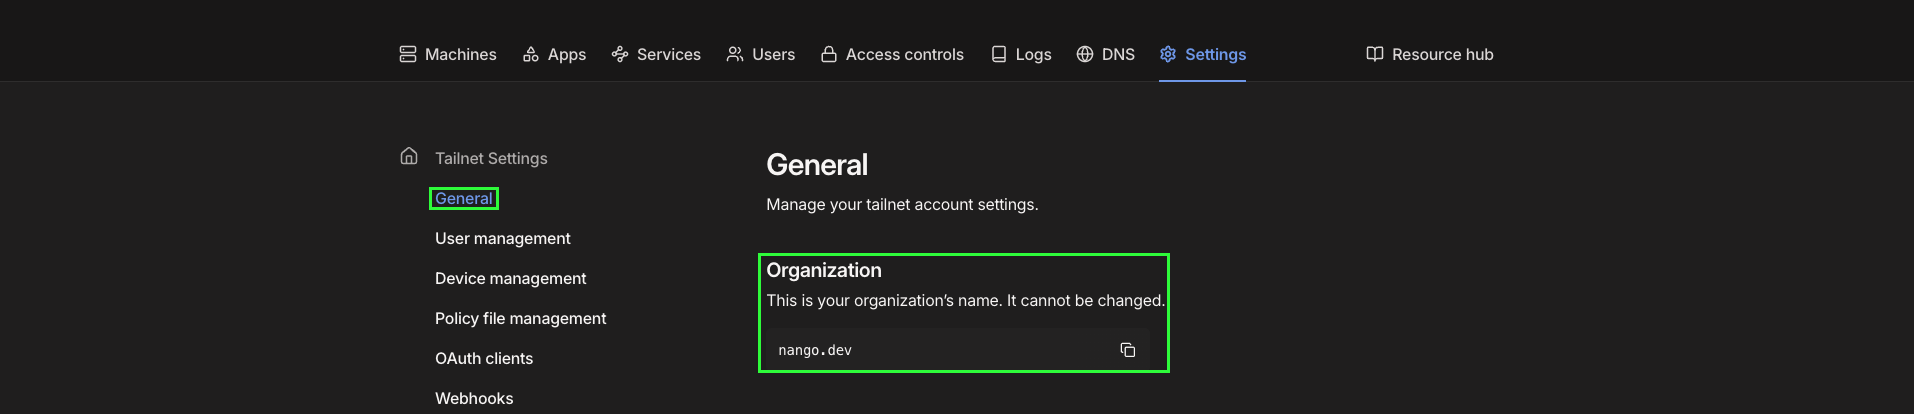 Machines Apps Services Users Access controls Logs DNS Settings Resource hub
Tailnet Settings
General
User management
Device management
Policy file management
OAuth clients
Webhooks
General
Manage your tailnet account settings.
Organization
This is your organization’s name. It cannot be changed.
nango.dev